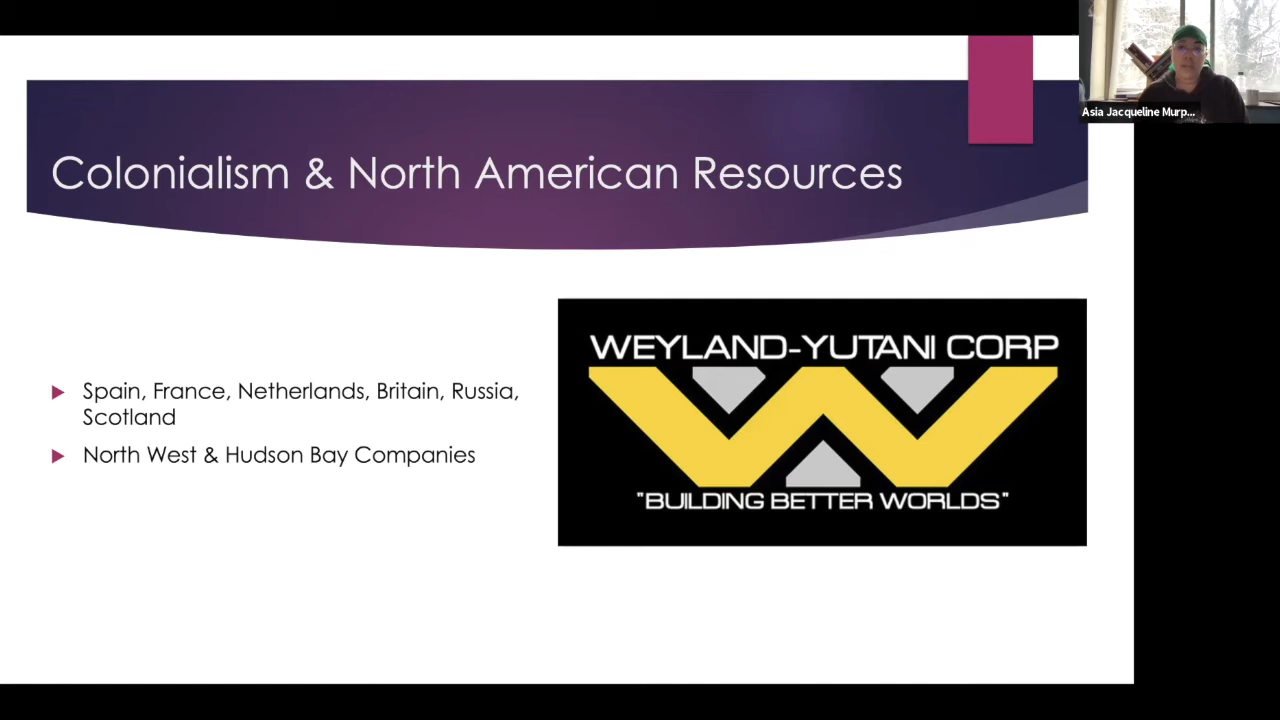 Colonialism & North American Resources
Asia Jacqueline Murp...
Spain, France, Netherlands, Britain, Russia,
Scotland
North West & Hudson Bay Companies
WEYLAND-YUTANI CORP
"BUILDING BETTER WORLDS"